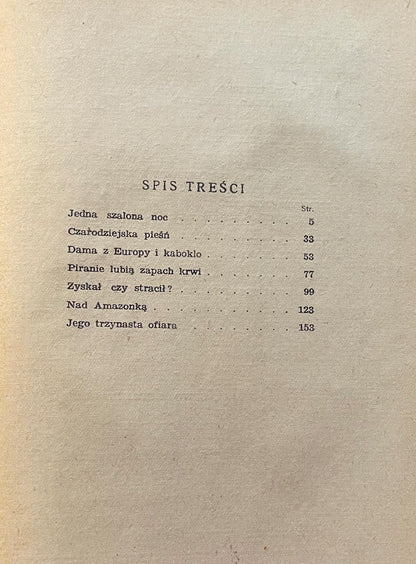 SPIS TREŚCI
Str.
Jedna szalona noc . . . . . . . . . 5
Czarodziejska pieśń . . . . . . . . 33
Dama z Europy i kaboklo . . . . . . 53
Piranie lubią zapach krwi . . . . . . 77
Zyskał czy stracił? . . . . . . . . 99
Nad Amazonką . . . . . . . . . . 123
Jego trzynasta ofiara . . . . . . . . 153